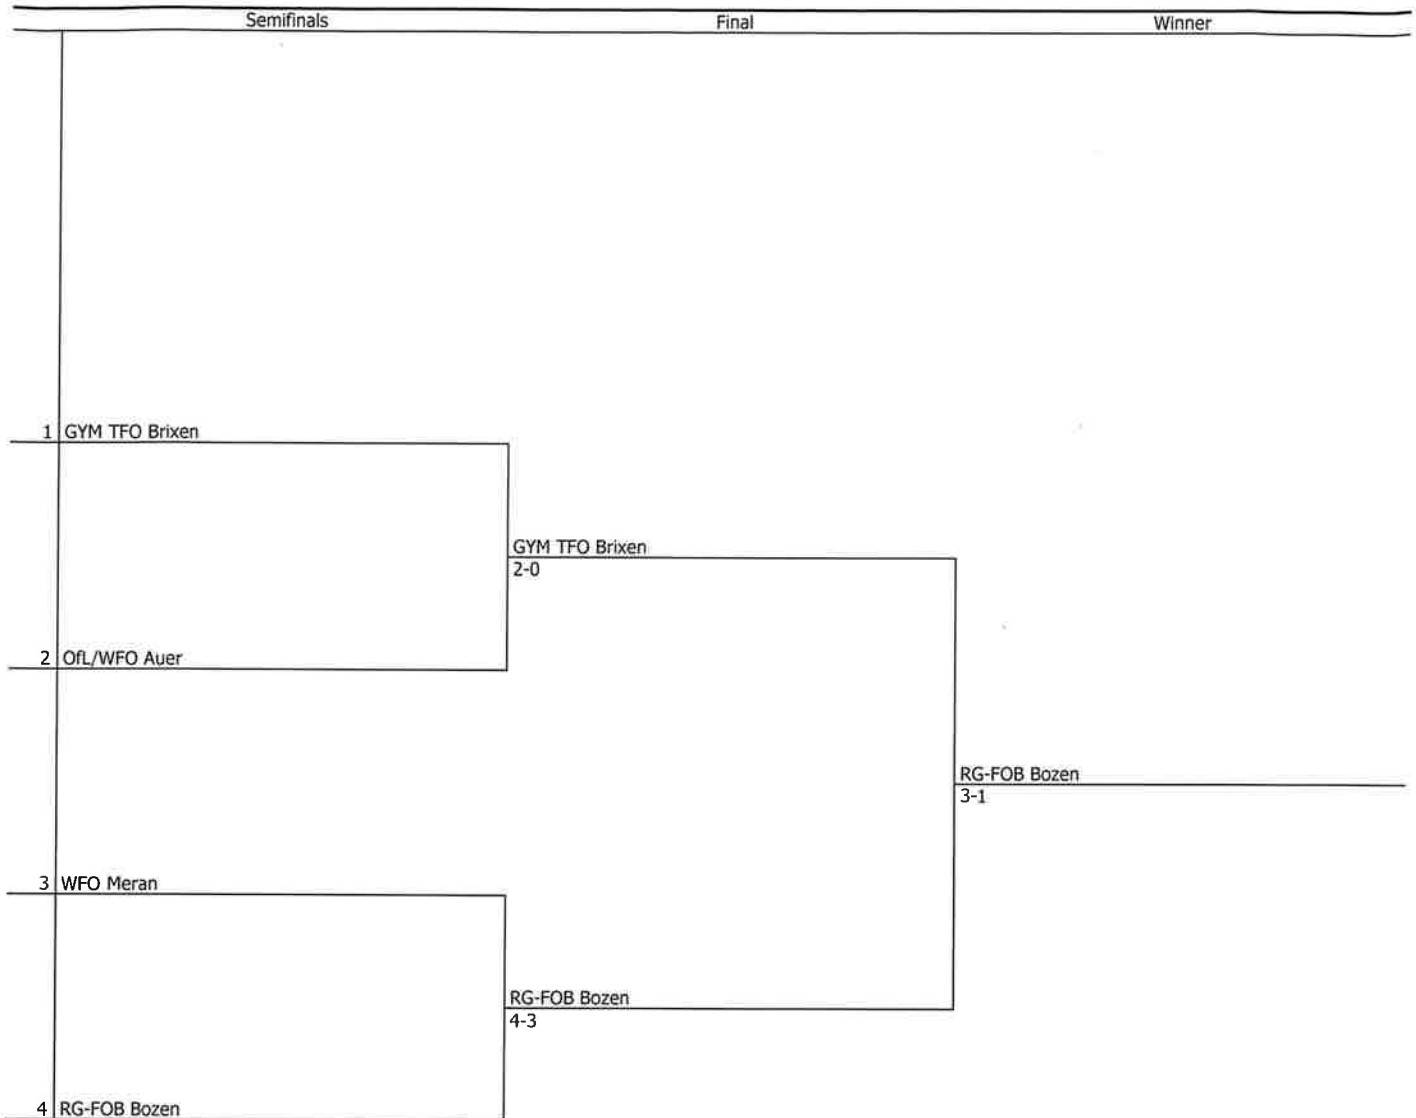 Semifinals Final Winner
1 GYM TFO Brixen
GYM TFO Brixen
2-0
2 OfL/WFO Auer
RG-FOB Bozen
3-1
3 WFO Meran
RG-FOB Bozen
4-3
4 RG-FOB Bozen